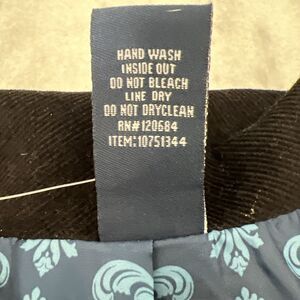 HAND WASH
INSIDE OUT
DO NOT BLEACH
LINE DRY
DO NOT DRYCLEAN
RN#120684
ITEM:10751344